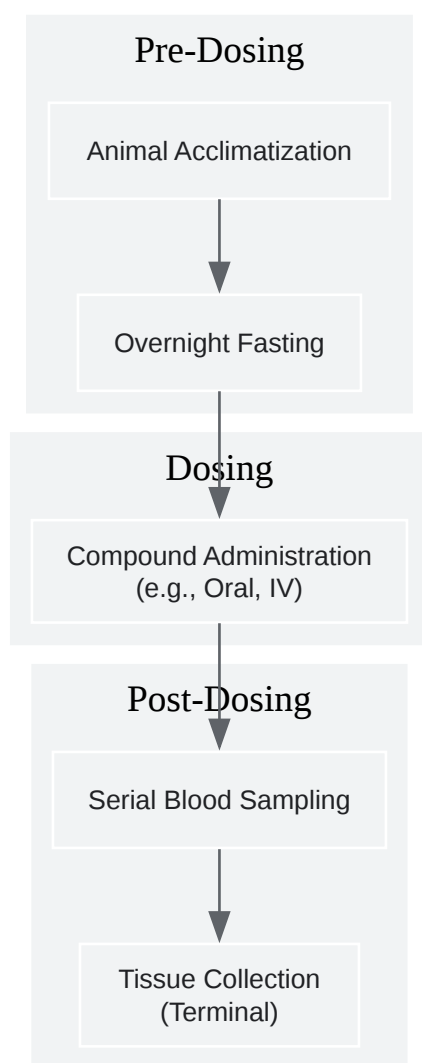 Pre-Dosing
Animal Acclimatization
Overnight Fasting
Dosing
Compound Administration
(e.g., Oral, IV)
Post-Dosing
Serial Blood Sampling
Tissue Collection
(Terminal)